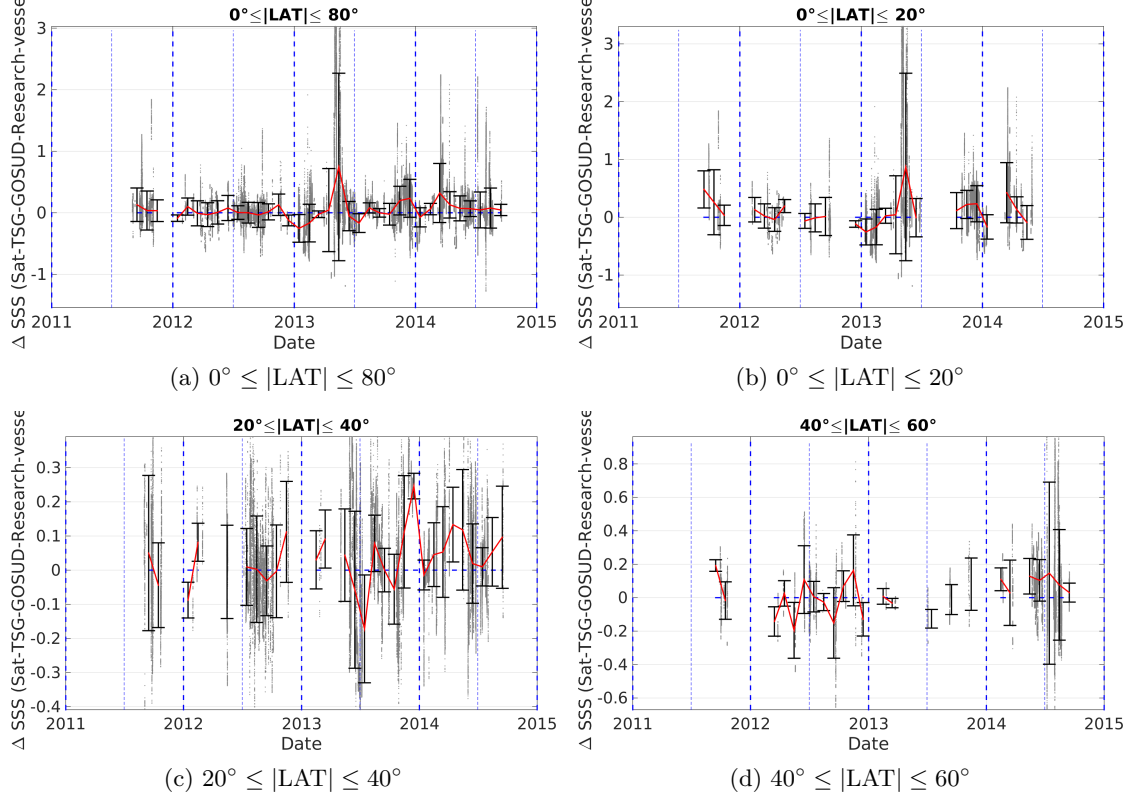 0°≤|LAT|≤ 80°
Δ SSS (Sat-TSG-GOSUD-Research-vesse
3
2
1
0
-1
2011 2012 2013 2014 2015
Date
(a) 0° ≤ |LAT| ≤ 80°
0°≤|LAT|≤ 20°
Δ SSS (Sat-TSG-GOSUD-Research-vesse
3
2
1
0
-1
2011 2012 2013 2014 2015
Date
(b) 0° ≤ |LAT| ≤ 20°
20°≤|LAT|≤ 40°
Δ SSS (Sat-TSG-GOSUD-Research-vesse
0.3
0.2
0.1
0
-0.1
-0.2
-0.3
-0.4
2011 2012 2013 2014 2015
Date
(c) 20° ≤ |LAT| ≤ 40°
40°≤|LAT|≤ 60°
Δ SSS (Sat-TSG-GOSUD-Research-vesse
0.8
0.6
0.4
0.2
0
-0.2
-0.4
-0.6
2011 2012 2013 2014 2015
Date
(d) 40° ≤ |LAT| ≤ 60°